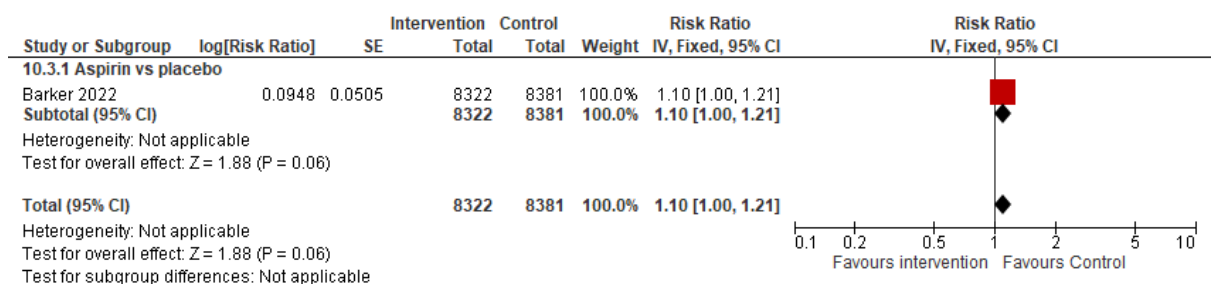 Intervention Control Risk Ratio Risk Ratio
Study or Subgroup log[Risk Ratio] SE Total Total Weight IV, Fixed, 95% CI IV, Fixed, 95% CI
10.3.1 Aspirin vs placebo
Barker 2022 0.0948 0.0505 8322 8381 100.0% 1.10 [1.00, 1.21]
Subtotal (95% CI) 8322 8381 100.0% 1.10 [1.00, 1.21]
Heterogeneity: Not applicable
Test for overall effect: Z = 1.88 (P = 0.06)
Total (95% CI) 8322 8381 100.0% 1.10 [1.00, 1.21]
Heterogeneity: Not applicable
Test for overall effect: Z = 1.88 (P = 0.06)
Test for subgroup differences: Not applicable
0.1 0.2 0.5 1 2 5 10
Favours intervention Favours Control